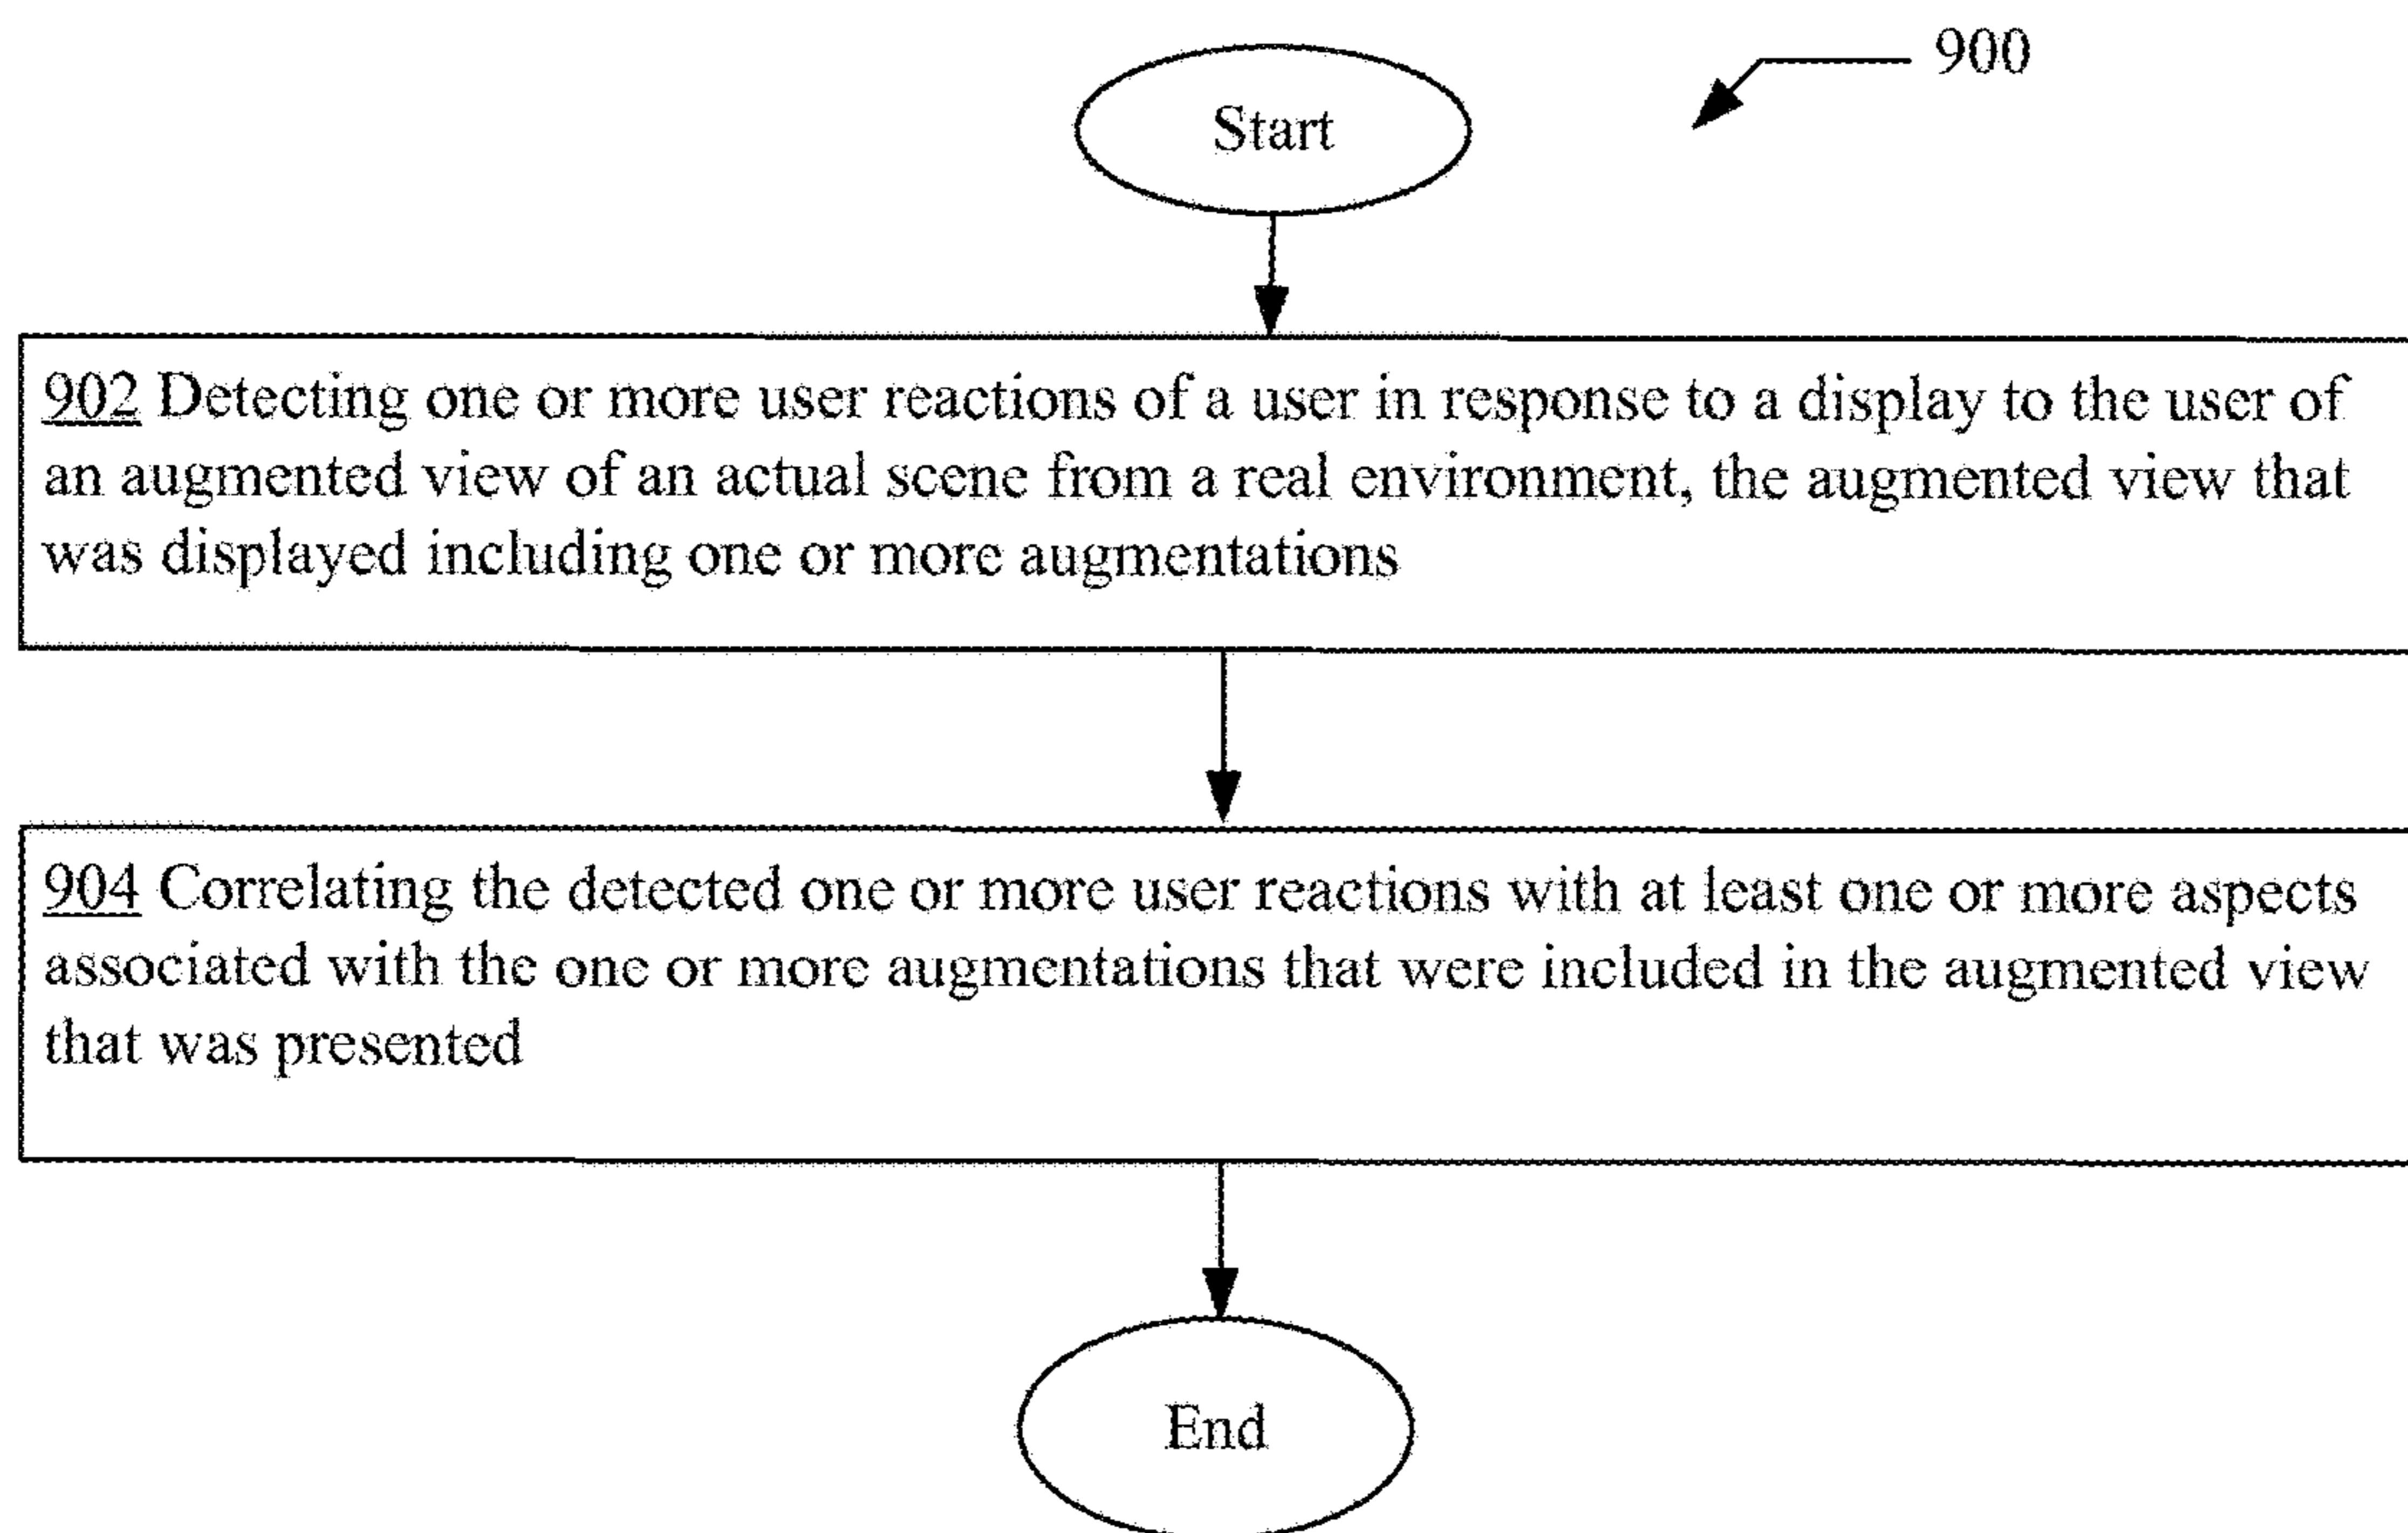 900
Start
902 Detecting one or more user reactions of a user in response to a display to the user of
an augmented view of an actual scene from a real environment, the augmented view that
was displayed including one or more augmentations
904 Correlating the detected one or more user reactions with at least one or more aspects
associated with the one or more augmentations that were included in the augmented view
that was presented
End